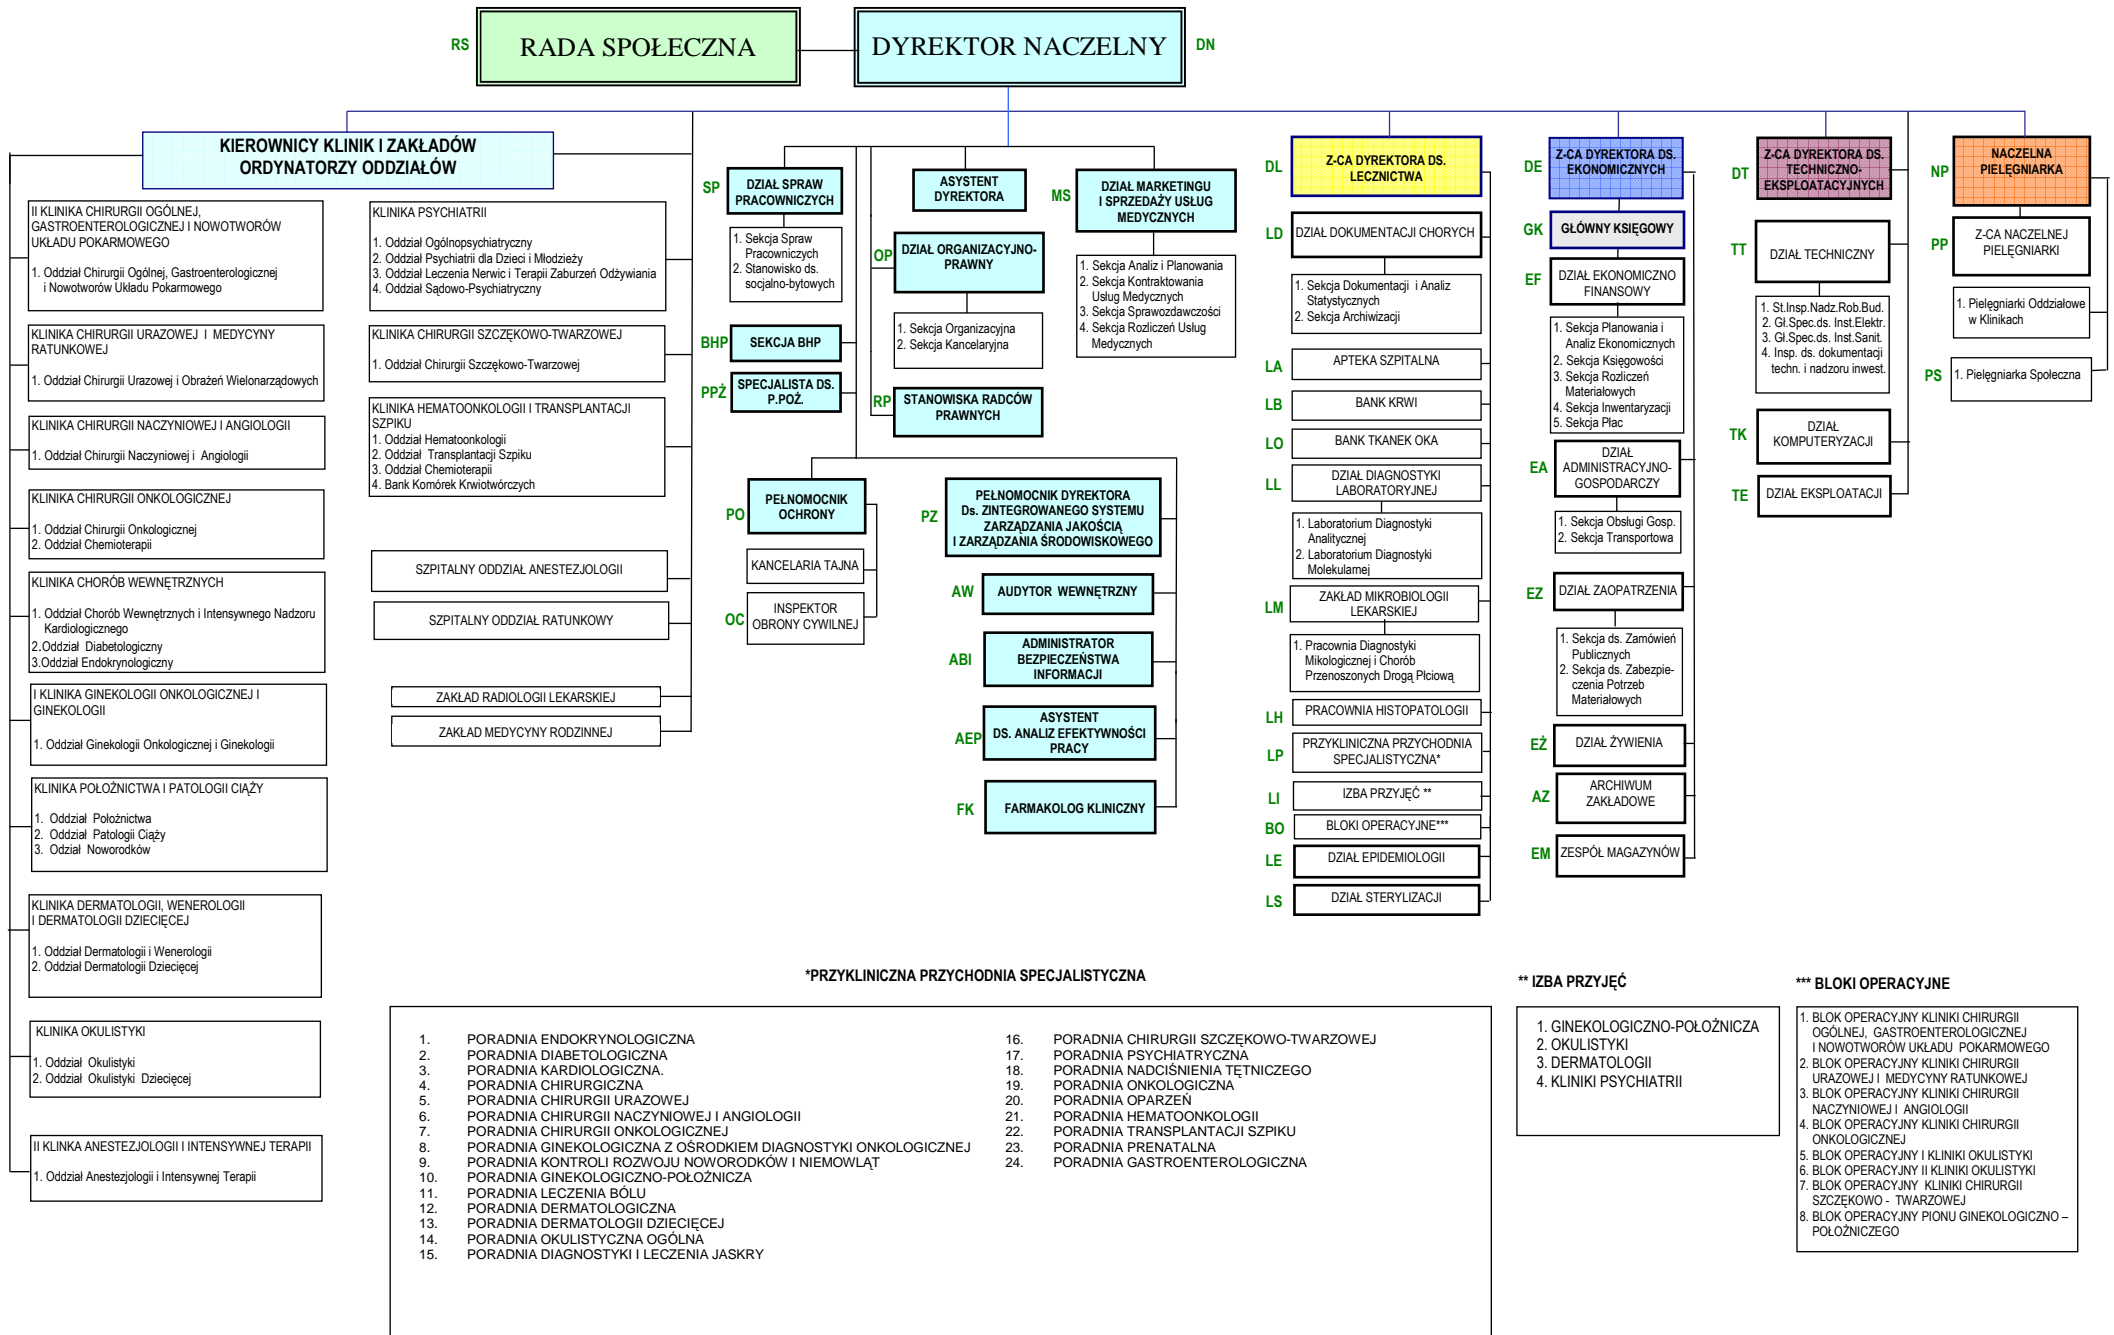 RS
RADA SPOŁECZNA
DYREKTOR NACZELNY
DN
KIEROWNICY KLINIK I ZAKŁADÓW
ORDYNATORZY ODDZIAŁÓW
II KLINIKA CHIRURGII OGÓLNEJ,
GASTROENTEROLOGICZNEJ I NOWOTWORÓW
UKŁADU POKARMOWEGO
1. Oddział Chirurgii Ogólnej, Gastroenterologicznej
i Nowotworów Układu Pokarmowego
KLINIKA CHIRURGII URAZOWEJ I MEDYCYNY
RATUNKOWEJ
1. Oddział Chirurgii Urazowej i Obrażeń Wielonarządowych
KLINIKA CHIRURGII NACZYNIOWEJ I ANGIOLOGII
1. Oddział Chirurgii Naczyniowej i Angiologii
KLINIKA CHIRURGII ONKOLOGICZNEJ
1. Oddział Chirurgii Onkologicznej
2. Oddział Chemioterapii
KLINIKA CHORÓB WEWNĘTRZNYCH
1. Oddział Chorób Wewnętrznych i Intensywnego Nadzoru
Kardiologicznego
2.Oddział Diabetologiczny
3.Oddział Endokrynologiczny
I KLINIKA GINEKOLOGII ONKOLOGICZNEJ I
GINEKOLOGII
1. Oddział Ginekologii Onkologicznej i Ginekologii
KLINIKA POŁOŻNICTWA I PATOLOGII CIĄŻY
1. Oddział Położnictwa
2. Oddział Patologii Ciąży
3. Odział Noworodków
KLINIKA DERMATOLOGII, WENEROLOGII
I DERMATOLOGII DZIECIĘCEJ
1. Oddział Dermatologii i Wenerologii
2. Oddział Dermatologii Dziecięcej
KLINIKA OKULISTYKI
1. Oddział Okulistyki
2. Oddział Okulistyki Dziecięcej
II KLINKA ANESTEZJOLOGII I INTENSYWNEJ TERAPII
1. Oddział Anestezjologii i Intensywnej Terapii
KLINIKA PSYCHIATRII
1. Oddział Ogólnopsychiatryczny
2. Oddział Psychiatrii dla Dzieci i Młodzieży
3. Oddział Leczenia Nerwic i Terapii Zaburzeń Odżywiania
4. Oddział Sądowo-Psychiatryczny
KLINIKA CHIRURGII SZCZĘKOWO-TWARZOWEJ
1. Oddział Chirurgii Szczękowo-Twarzowej
KLINIKA HEMATOONKOLOGII I TRANSPLANTACJI
SZPIKU
1. Oddział Hematoonkologii
2. Oddział Transplantacji Szpiku
3. Oddział Chemioterapii
4. Bank Komórek Krwiotwórczych
SZPITALNY ODDZIAŁ ANESTEZJOLOGII
SZPITALNY ODDZIAŁ RATUNKOWY
ZAKŁAD RADIOLOGII LEKARSKIEJ
ZAKŁAD MEDYCYNY RODZINNEJ
SP
DZIAŁ SPRAW
PRACOWNICZYCH
1. Sekcja Spraw
Pracowniczych
2. Stanowisko ds.
socjalno-bytowych
BHP
SEKCJA BHP
PPŻ
SPECJALISTA DS.
P.POŻ.
ASYSTENT
DYREKTORA
OP
DZIAŁ ORGANIZACYJNO-
PRAWNY
1. Sekcja Organizacyjna
2. Sekcja Kancelaryjna
RP
STANOWISKA RADCÓW
PRAWNYCH
MS
DZIAŁ MARKETINGU
I SPRZEDAŻY USŁUG
MEDYCZNYCH
1. Sekcja Analiz i Planowania
2. Sekcja Kontraktowania
Usług Medycznych
3. Sekcja Sprawozdawczości
4. Sekcja Rozliczeń Usług
Medycznych
PO
PEŁNOMOCNIK
OCHRONY
KANCELARIA TAJNA
OC
INSPEKTOR
OBRONY CYWILNEJ
PZ
PEŁNOMOCNIK DYREKTORA
Ds. ZINTEGROWANEGO SYSTEMU
ZARZĄDZANIA JAKOŚCIĄ
I ZARZĄDZANIA ŚRODOWISKOWEGO
AW
AUDYTOR WEWNĘTRZNY
ABI
ADMINISTRATOR
BEZPIECZEŃSTWA
INFORMACJI
AEP
ASYSTENT
DS. ANALIZ EFEKTYWNOŚCI
PRACY
FK
FARMAKOLOG KLINICZNY
DL
Z-CA DYREKTORA DS.
LECZNICTWA
LD
DZIAŁ DOKUMENTACJI CHORYCH
1. Sekcja Dokumentacji i Analiz
Statystycznych
2. Sekcja Archiwizacji
LA
APTEKA SZPITALNA
LB
BANK KRWI
LO
BANK TKANEK OKA
LL
DZIAŁ DIAGNOSTYKI
LABORATORYJNEJ
1. Laboratorium Diagnostyki
Analitycznej
2. Laboratorium Diagnostyki
Molekularnej
LM
ZAKŁAD MIKROBIOLOGII
LEKARSKIEJ
1. Pracownia Diagnostyki
Mikologicznej i Chorób
Przenoszonych Drogą Płciową
LH
PRACOWNIA HISTOPATOLOGII
LP
PRZYKLINICZNA PRZYCHODNIA
SPECJALISTYCZNA*
LI
IZBA PRZYJĘĆ **
BO
BLOKI OPERACYJNE***
LE
DZIAŁ EPIDEMIOLOGII
LS
DZIAŁ STERYLIZACJI
DE
Z-CA DYREKTORA DS.
EKONOMICZNYCH
GK
GŁÓWNY KSIĘGOWY
EF
DZIAŁ EKONOMICZNO
FINANSOWY
1. Sekcja Planowania i
Analiz Ekonomicznych
2. Sekcja Księgowości
3. Sekcja Rozliczeń
Materiałowych
4. Sekcja Inwentaryzacji
5. Sekcja Płac
EA
DZIAŁ
ADMINISTRACYJNO-
GOSPODARCZY
1. Sekcja Obsługi Gosp.
2. Sekcja Transportowa
EZ
DZIAŁ ZAOPATRZENIA
1. Sekcja ds. Zamówień
Publicznych
2. Sekcja ds. Zabezpie-
czenia Potrzeb
Materiałowych
EŻ
DZIAŁ ŻYWIENIA
AZ
ARCHIWUM
ZAKŁADOWE
EM
ZESPÓŁ MAGAZYNÓW
DT
Z-CA DYREKTORA DS.
TECHNICZNO-
EKSPLOATACYJNYCH
TT
DZIAŁ TECHNICZNY
1. St.Insp.Nadz.Rob.Bud.
2. Gł.Spec.ds. Inst.Elektr.
3. Gł.Spec.ds. Inst.Sanit.
4. Insp. ds. dokumentacji
techn. i nadzoru inwest.
TK
DZIAŁ
KOMPUTERYZACJI
TE
DZIAŁ EKSPLOATACJI
NP
NACZELNA
PIELĘGNIARKA
PP
Z-CA NACZELNEJ
PIELĘGNIARKI
1. Pielęgniarki Oddziałowe
w Klinikach
PS
1. Pielęgniarka Społeczna
*PRZYKLINICZNA PRZYCHODNIA SPECJALISTYCZNA
1. PORADNIA ENDOKRYNOLOGICZNA
2. PORADNIA DIABETOLOGICZNA
3. PORADNIA KARDIOLOGICZNA.
4. PORADNIA CHIRURGICZNA
5. PORADNIA CHIRURGII URAZOWEJ
6. PORADNIA CHIRURGII NACZYNIOWEJ I ANGIOLOGII
7. PORADNIA CHIRURGII ONKOLOGICZNEJ
8. PORADNIA GINEKOLOGICZNA Z OŚRODKIEM DIAGNOSTYKI ONKOLOGICZNEJ
9. PORADNIA KONTROLI ROZWOJU NOWORODKÓW I NIEMOWLĄT
10. PORADNIA GINEKOLOGICZNO-POŁOŻNICZA
11. PORADNIA LECZENIA BÓLU
12. PORADNIA DERMATOLOGICZNA
13. PORADNIA DERMATOLOGII DZIECIĘCEJ
14. PORADNIA OKULISTYCZNA OGÓLNA
15. PORADNIA DIAGNOSTYKI I LECZENIA JASKRY
16. PORADNIA CHIRURGII SZCZĘKOWO-TWARZOWEJ
17. PORADNIA PSYCHIATRYCZNA
18. PORADNIA NADCIŚNIENIA TĘTNICZEGO
19. PORADNIA ONKOLOGICZNA
20. PORADNIA OPARZEŃ
21. PORADNIA HEMATOONKOLOGII
22. PORADNIA TRANSPLANTACJI SZPIKU
23. PORADNIA PRENATALNA
24. PORADNIA GASTROENTEROLOGICZNA
** IZBA PRZYJĘĆ
1. GINEKOLOGICZNO-POŁOŻNICZA
2. OKULISTYKI
3. DERMATOLOGII
4. KLINIKI PSYCHIATRII
*** BLOKI OPERACYJNE
1. BLOK OPERACYJNY KLINIKI CHIRURGII
OGÓLNEJ, GASTROENTEROLOGICZNEJ
I NOWOTWORÓW UKŁADU POKARMOWEGO
2. BLOK OPERACYJNY KLINIKI CHIRURGII
URAZOWEJ I MEDYCYNY RATUNKOWEJ
3. BLOK OPERACYJNY KLINIKI CHIRURGII
NACZYNIOWEJ I ANGIOLOGII
4. BLOK OPERACYJNY KLINIKI CHIRURGII
ONKOLOGICZNEJ
5. BLOK OPERACYJNY I KLINIKI OKULISTYKI
6. BLOK OPERACYJNY II KLINIKI OKULISTYKI
7. BLOK OPERACYJNY KLINIKI CHIRURGII
SZCZĘKOWO - TWARZOWEJ
8. BLOK OPERACYJNY PIONU GINEKOLOGICZNO –
POŁOŻNICZEGO